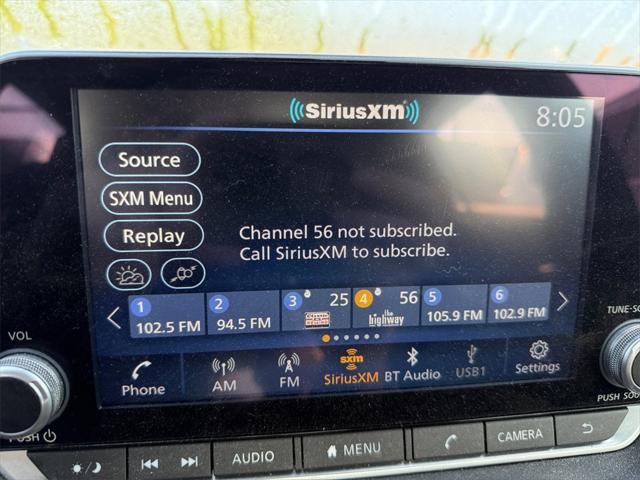 SiriusXM
8:05
Source
SXM Menu
Replay
Channel 56 not subscribed.
Call SiriusXM to subscribe.
1 2 3 25 4 56 5 6
102.5 FM 94.5 FM the highway 105.9 FM 102.9 FM
sxm
Phone AM FM SiriusXM BT Audio USB1 Settings
VOL
PUSH
TUNE-SC
PUSH SOU
AUDIO MENU CAMERA